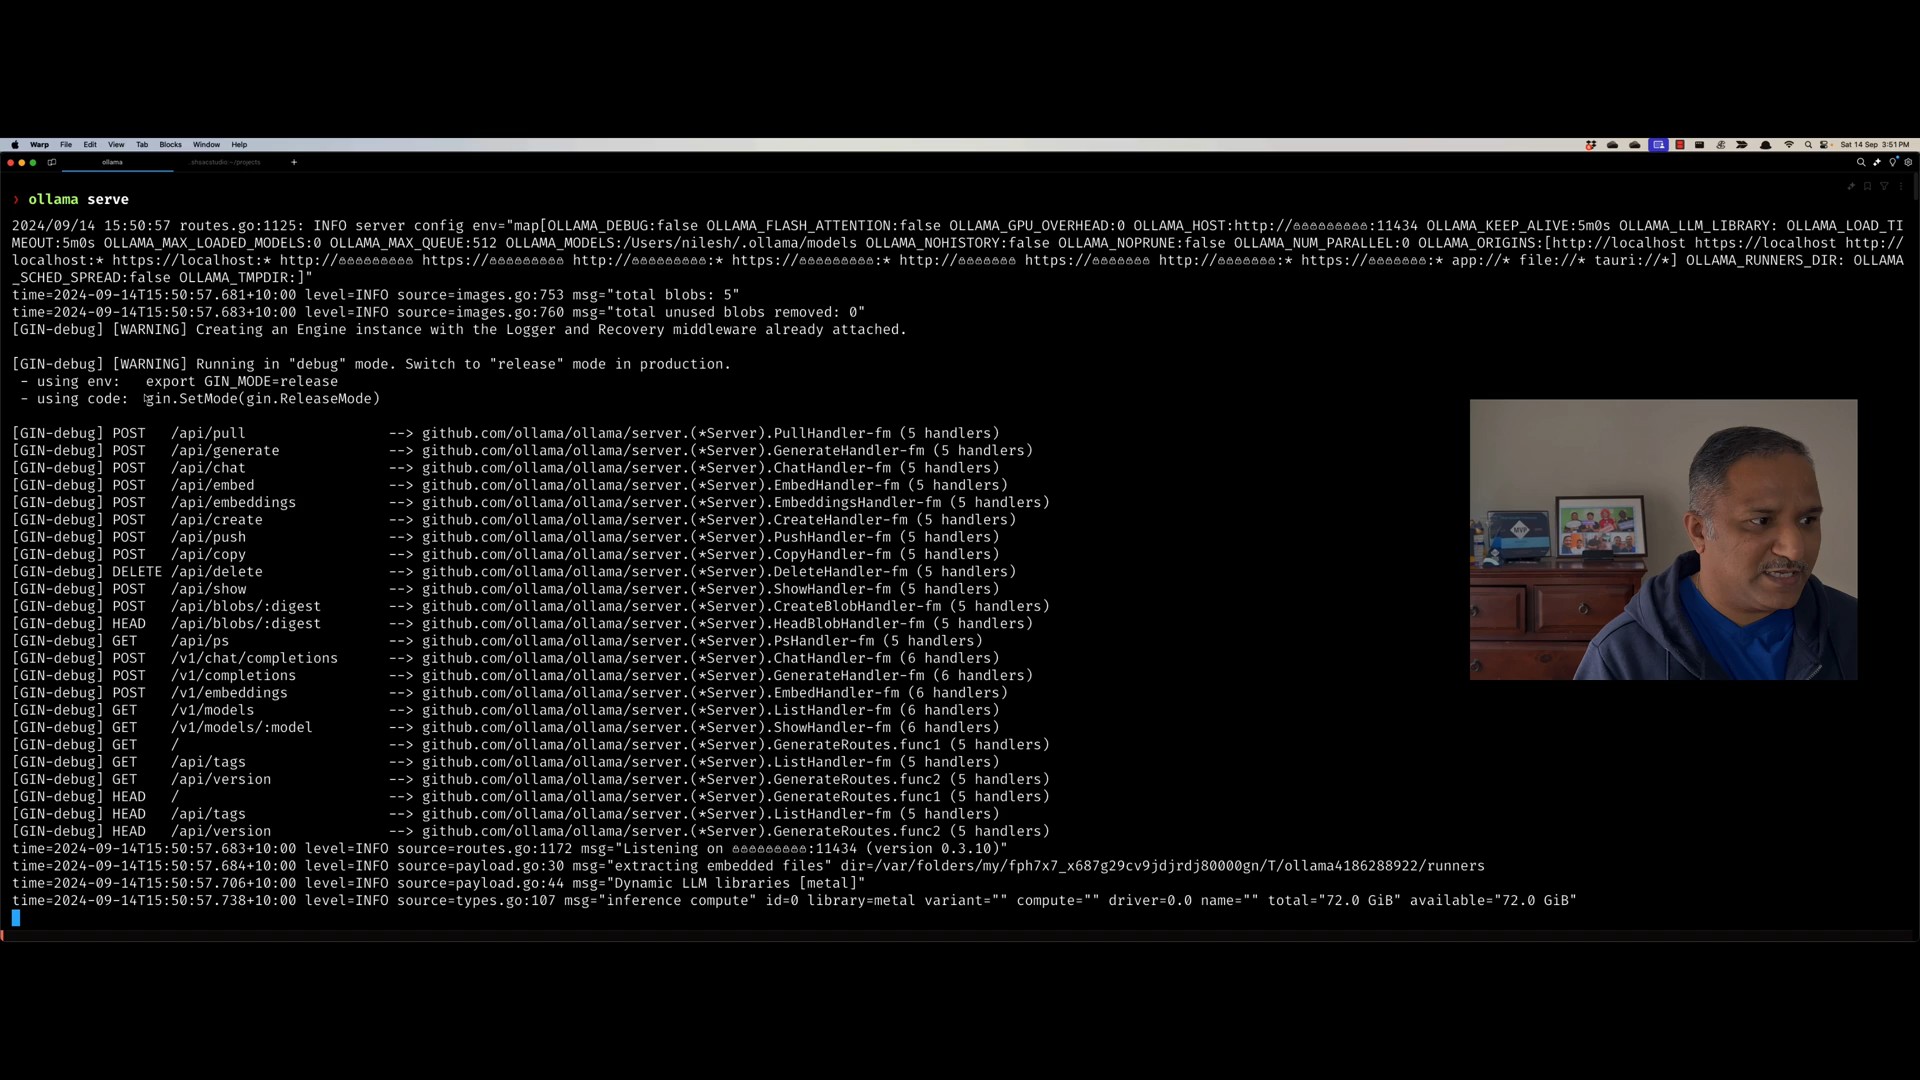 Warp File Edit View Tab Blocks Window Help
Sat 14 Sep 3:51 PM
ollama
+
❯ ollama serve
2024/09/14 15:50:57 routes.go:1125: INFO server config env="map[OLLAMA_DEBUG:false OLLAMA_FLASH_ATTENTION:false OLLAMA_GPU_OVERHEAD:0 OLLAMA_HOST:http://*********:11434 OLLAMA_KEEP_ALIVE:5m0s OLLAMA_LLM_LIBRARY: OLLAMA_LOAD_TI
MEOUT:5m0s OLLAMA_MAX_LOADED_MODELS:0 OLLAMA_MAX_QUEUE:512 OLLAMA_MODELS:/Users/nilesh/.ollama/models OLLAMA_NOHISTORY:false OLLAMA_NOPRUNE:false OLLAMA_NUM_PARALLEL:0 OLLAMA_ORIGINS:[http://localhost https://localhost http://
localhost:* https://localhost:* http://********* https://********* http://*********:* https://*********:* http://******* https://******* http://*******:* https://*******:* app://* file://* tauri://*] OLLAMA_RUNNERS_DIR: OLLAMA
_SCHED_SPREAD:false OLLAMA_TMPDIR:]"
time=2024-09-14T15:50:57.681+10:00 level=INFO source=images.go:753 msg="total blobs: 5"
time=2024-09-14T15:50:57.683+10:00 level=INFO source=images.go:760 msg="total unused blobs removed: 0"
[GIN-debug] [WARNING] Creating an Engine instance with the Logger and Recovery middleware already attached.
[GIN-debug] [WARNING] Running in "debug" mode. Switch to "release" mode in production.
- using env: export GIN_MODE=release
- using code: gin.SetMode(gin.ReleaseMode)
[GIN-debug] POST /api/pull --> github.com/ollama/ollama/server.(*Server).PullHandler-fm (5 handlers)
[GIN-debug] POST /api/generate --> github.com/ollama/ollama/server.(*Server).GenerateHandler-fm (5 handlers)
[GIN-debug] POST /api/chat --> github.com/ollama/ollama/server.(*Server).ChatHandler-fm (5 handlers)
[GIN-debug] POST /api/embed --> github.com/ollama/ollama/server.(*Server).EmbedHandler-fm (5 handlers)
[GIN-debug] POST /api/embeddings --> github.com/ollama/ollama/server.(*Server).EmbeddingsHandler-fm (5 handlers)
[GIN-debug] POST /api/create --> github.com/ollama/ollama/server.(*Server).CreateHandler-fm (5 handlers)
[GIN-debug] POST /api/push --> github.com/ollama/ollama/server.(*Server).PushHandler-fm (5 handlers)
[GIN-debug] POST /api/copy --> github.com/ollama/ollama/server.(*Server).CopyHandler-fm (5 handlers)
[GIN-debug] DELETE /api/delete --> github.com/ollama/ollama/server.(*Server).DeleteHandler-fm (5 handlers)
[GIN-debug] POST /api/show --> github.com/ollama/ollama/server.(*Server).ShowHandler-fm (5 handlers)
[GIN-debug] POST /api/blobs/:digest --> github.com/ollama/ollama/server.(*Server).CreateBlobHandler-fm (5 handlers)
[GIN-debug] HEAD /api/blobs/:digest --> github.com/ollama/ollama/server.(*Server).HeadBlobHandler-fm (5 handlers)
[GIN-debug] GET /api/ps --> github.com/ollama/ollama/server.(*Server).PsHandler-fm (5 handlers)
[GIN-debug] POST /v1/chat/completions --> github.com/ollama/ollama/server.(*Server).ChatHandler-fm (6 handlers)
[GIN-debug] POST /v1/completions --> github.com/ollama/ollama/server.(*Server).GenerateHandler-fm (6 handlers)
[GIN-debug] POST /v1/embeddings --> github.com/ollama/ollama/server.(*Server).EmbedHandler-fm (6 handlers)
[GIN-debug] GET /v1/models --> github.com/ollama/ollama/server.(*Server).ListHandler-fm (6 handlers)
[GIN-debug] GET /v1/models/:model --> github.com/ollama/ollama/server.(*Server).ShowHandler-fm (6 handlers)
[GIN-debug] GET / --> github.com/ollama/ollama/server.(*Server).GenerateRoutes.func1 (5 handlers)
[GIN-debug] GET /api/tags --> github.com/ollama/ollama/server.(*Server).ListHandler-fm (5 handlers)
[GIN-debug] GET /api/version --> github.com/ollama/ollama/server.(*Server).GenerateRoutes.func2 (5 handlers)
[GIN-debug] HEAD / --> github.com/ollama/ollama/server.(*Server).GenerateRoutes.func1 (5 handlers)
[GIN-debug] HEAD /api/tags --> github.com/ollama/ollama/server.(*Server).ListHandler-fm (5 handlers)
[GIN-debug] HEAD /api/version --> github.com/ollama/ollama/server.(*Server).GenerateRoutes.func2 (5 handlers)
time=2024-09-14T15:50:57.683+10:00 level=INFO source=routes.go:1172 msg="Listening on *********:11434 (version 0.3.10)"
time=2024-09-14T15:50:57.684+10:00 level=INFO source=payload.go:30 msg="extracting embedded files" dir=/var/folders/my/fph7x7_x687g29cv9jdjrdj80000gn/T/ollama4186288922/runners
time=2024-09-14T15:50:57.706+10:00 level=INFO source=payload.go:44 msg="Dynamic LLM libraries [metal]"
time=2024-09-14T15:50:57.738+10:00 level=INFO source=types.go:107 msg="inference compute" id=0 library=metal variant="" compute="" driver=0.0 name="" total="72.0 GiB" available="72.0 GiB"
MVP